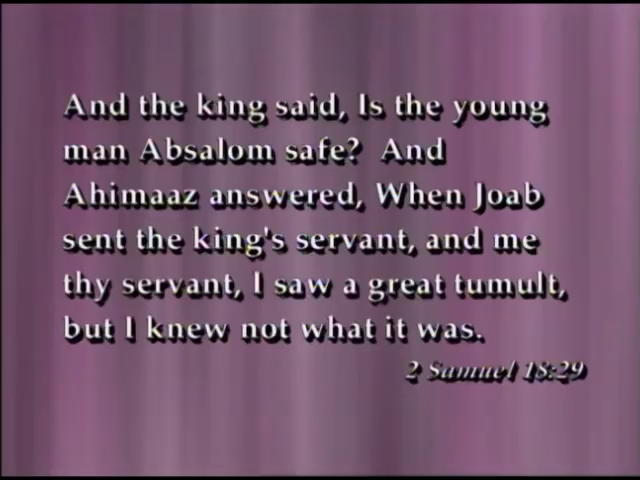 And the king said, Is the young
man Absalom safe?  And
Ahimaaz answered, When Joab
sent the king's servant, and me
thy servant, I saw a great tumult,
but I knew not what it was.
2 Samuel 18:29